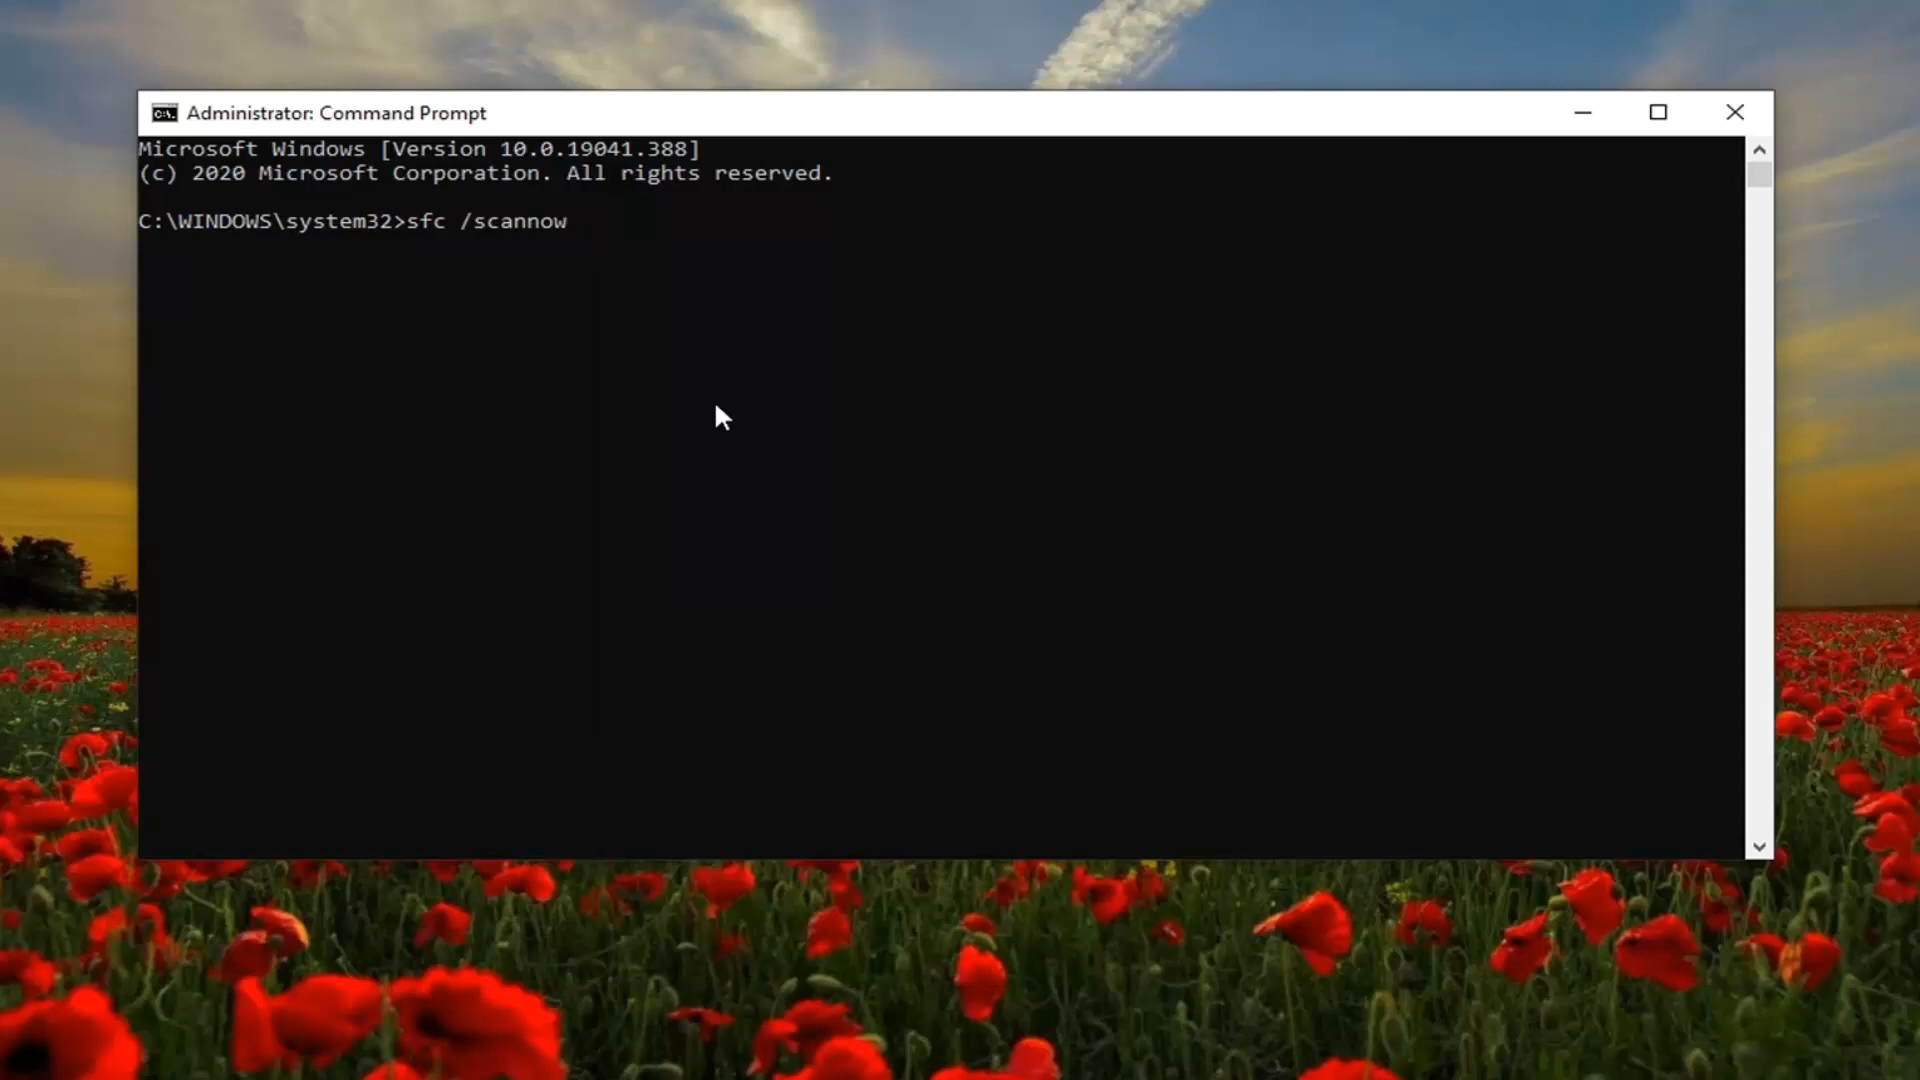 Administrator: Command Prompt
Microsoft Windows [Version 10.0.19041.388]
(c) 2020 Microsoft Corporation. All rights reserved.
C:\WINDOWS\system32>sfc /scannow